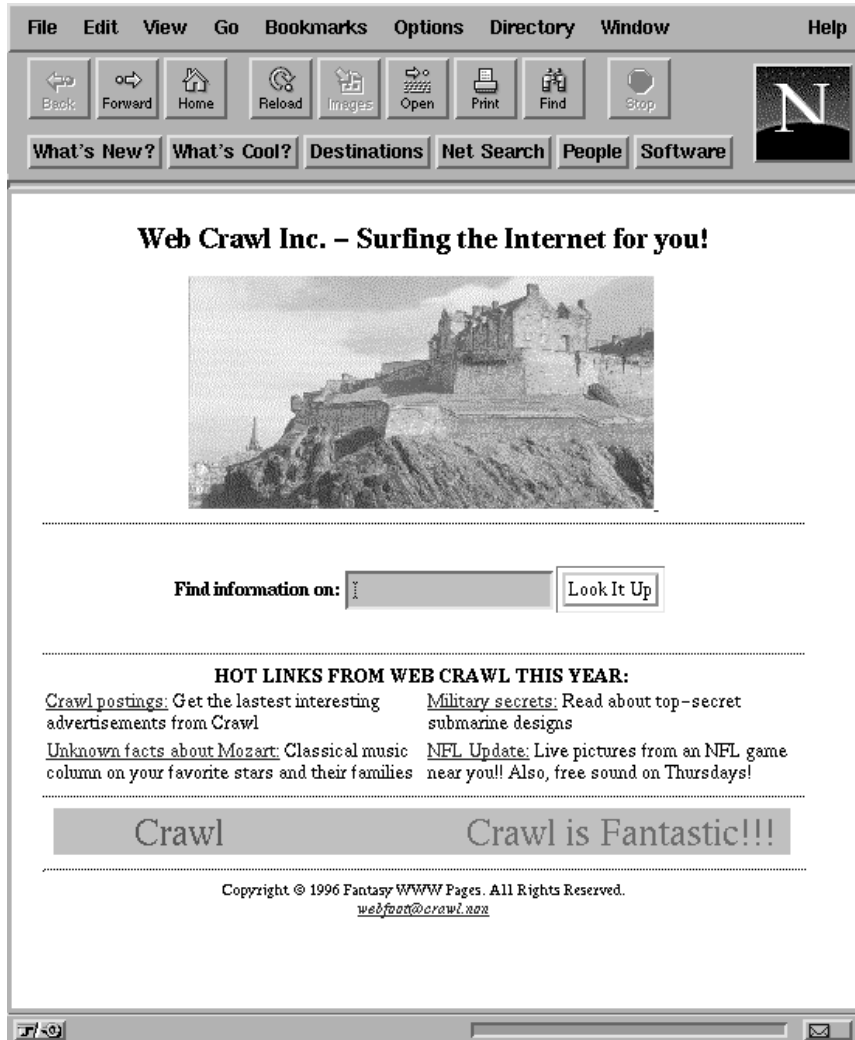 File Edit View Go Bookmarks Options Directory Window Help
Back Forward Home Reload Images Open Print Find Stop
N
What's New? What's Cool? Destinations Net Search People Software
Web Crawl Inc. – Surfing the Internet for you!
Find information on: Look It Up
HOT LINKS FROM WEB CRAWL THIS YEAR:
Crawl postings: Get the lastest interesting
advertisements from Crawl
Military secrets: Read about top-secret
submarine designs
Unknown facts about Mozart: Classical music
column on your favorite stars and their families
NFL Update: Live pictures from an NFL game
near you!! Also, free sound on Thursdays!
Crawl Crawl is Fantastic!!!
Copyright © 1996 Fantasy WWW Pages. All Rights Reserved.
webfoot@crawl.non